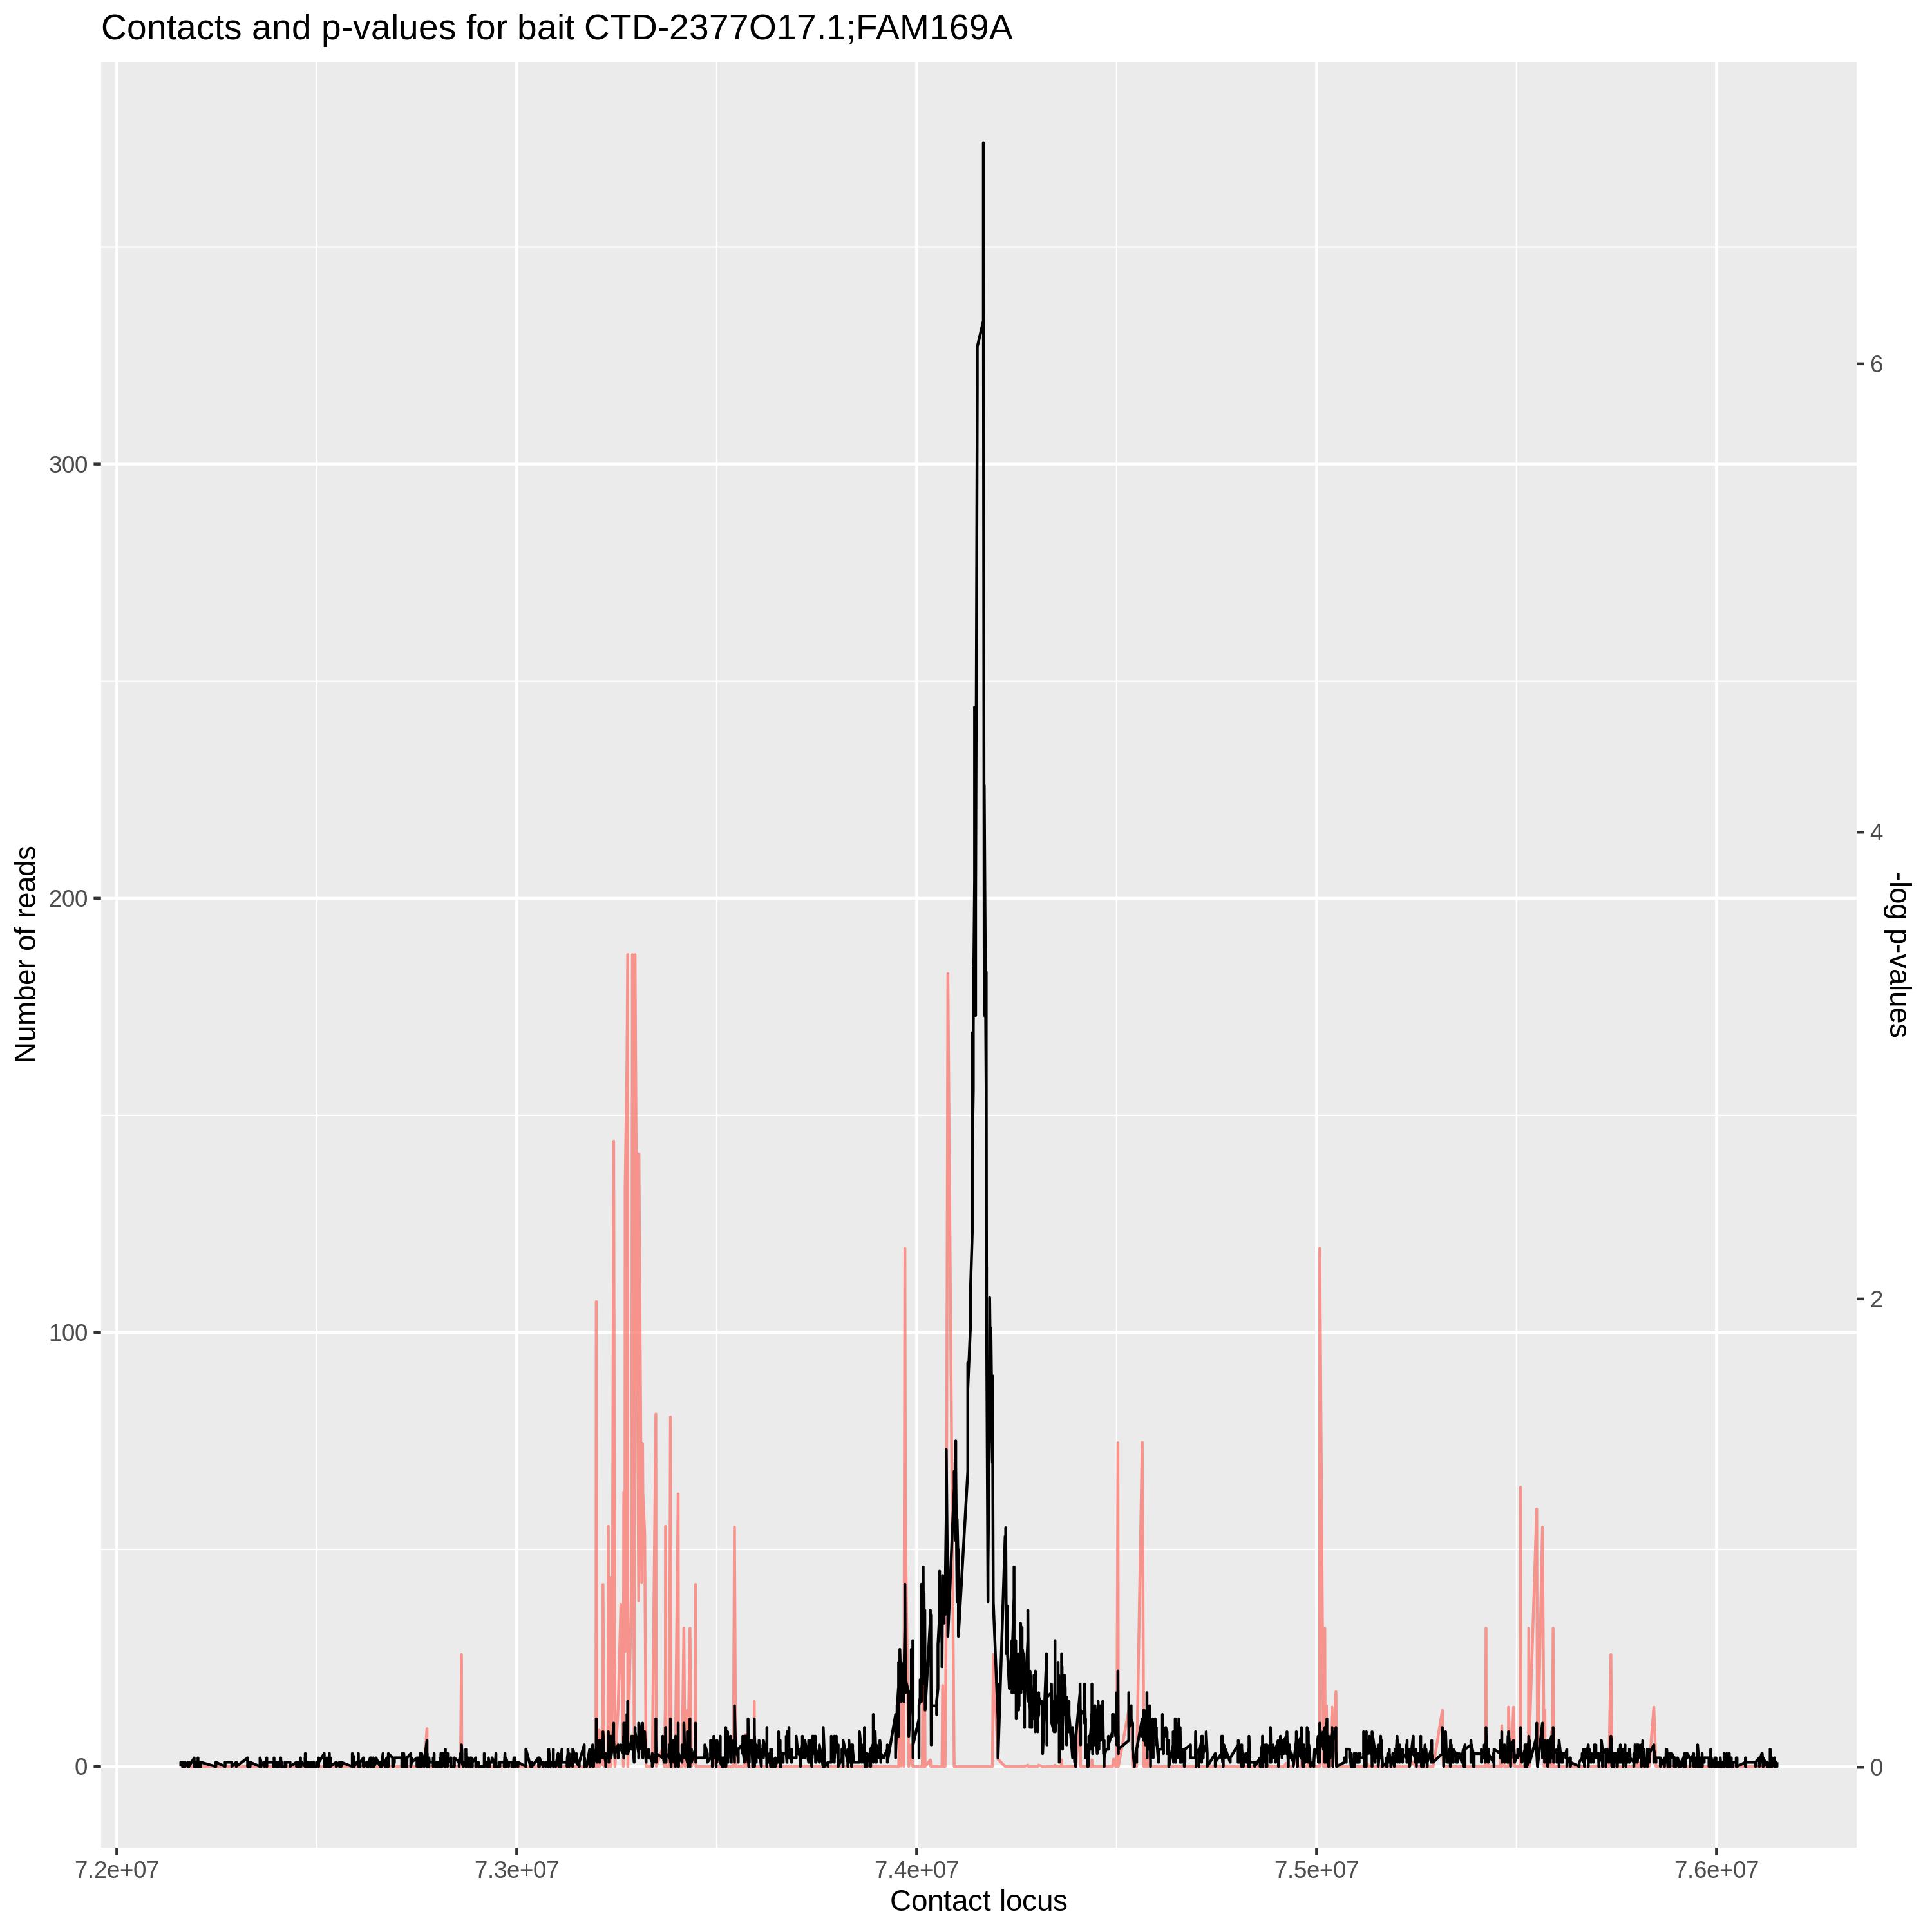 Contacts and p-values for bait CTD-2377O17.1;FAM169A
Number of reads
300
200
100
0
6
4
2
0
-log p-values
7.2e+07
7.3e+07
7.4e+07
7.5e+07
7.6e+07
Contact locus